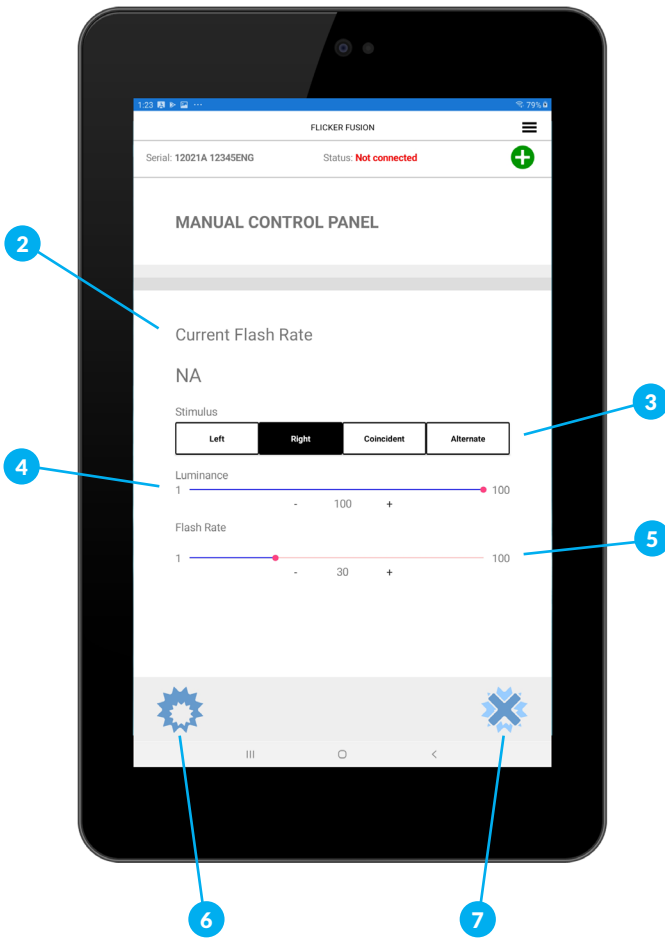 1:23 79%
FLICKER FUSION
Serial: 12021A 12345ENG Status: Not connected
MANUAL CONTROL PANEL
2
Current Flash Rate
NA
3
Stimulus
Left Right Coincident Alternate
4
Luminance
1 100
- 100 +
Flash Rate
5
1 100
- 30 +
6 7